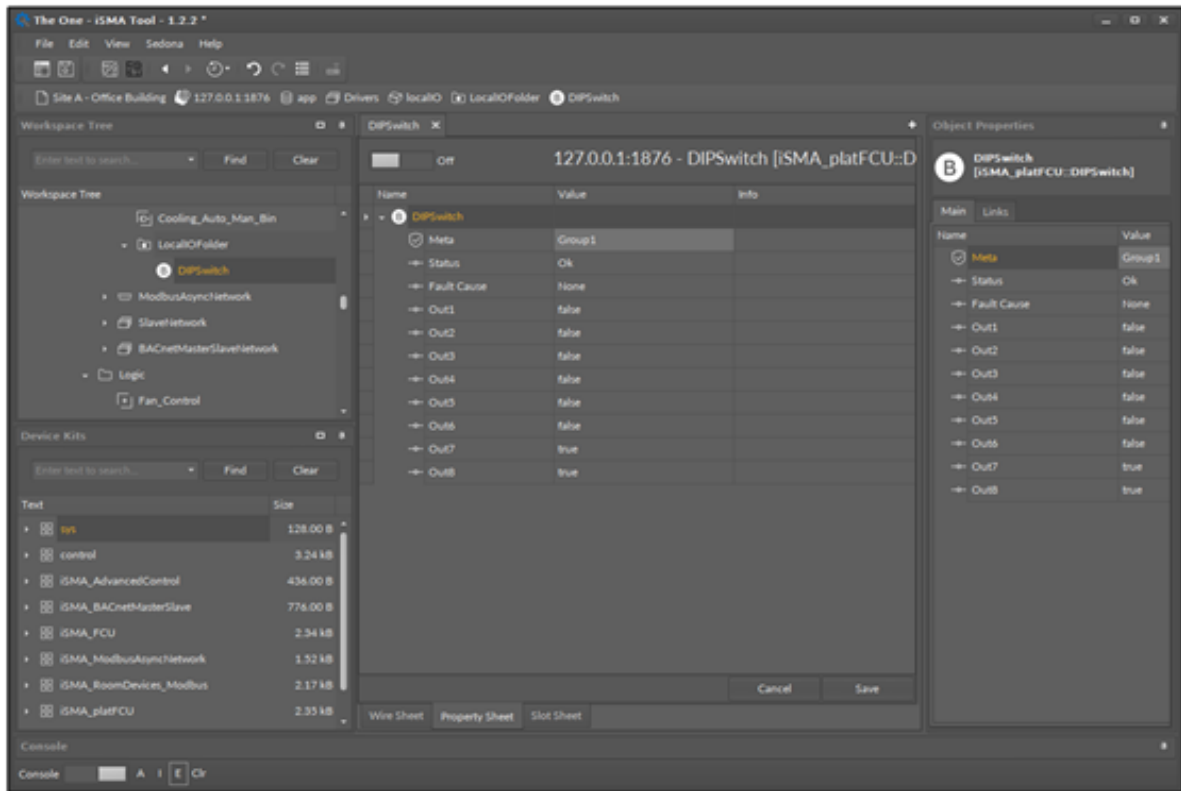 The One - iSMA Tool - 1.2.2 *
File Edit View Sedona Help
Site A - Office Building 127.0.0.1:1876 app Drivers localIO LocalIOFolder DIPSwitch
Workspace Tree
Enter text to search... Find Clear
Workspace Tree
Cooling_Auto_Man_Bin
LocalIOFolder
DIPSwitch
ModbusAsyncNetwork
SlaveNetwork
BACnetMasterSlaveNetwork
Logic
Fan_Control
Device Kits
Enter text to search... Find Clear
Text Size
sys 128.00 B
control 3.24 kB
iSMA_AdvancedControl 436.00 B
iSMA_BACnetMasterSlave 776.00 B
iSMA_FCU 2.34 kB
iSMA_ModbusAsyncNetwork 1.52 kB
iSMA_RoomDevices_Modbus 2.17 kB
iSMA_platFCU 2.35 kB
DIPSwitch
Off 127.0.0.1:1876 - DIPSwitch [iSMA_platFCU::D
Name Value Info
B DIPSwitch
Meta Group1
Status Ok
Fault Cause None
Out1 false
Out2 false
Out3 false
Out4 false
Out5 false
Out6 false
Out7 true
Out8 true
Cancel Save
Wire Sheet Property Sheet Slot Sheet
Object Properties
B DIPSwitch
[iSMA_platFCU::DIPSwitch]
Main Links
Name Value
Meta Group1
Status Ok
Fault Cause None
Out1 false
Out2 false
Out3 false
Out4 false
Out5 false
Out6 false
Out7 true
Out8 true
Console
Console A I E Clr